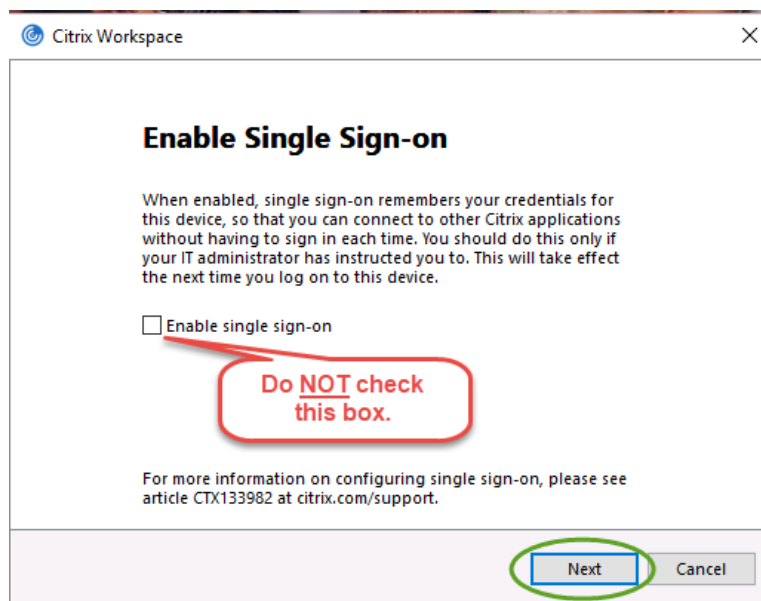 Citrix Workspace
Enable Single Sign-on
When enabled, single sign-on remembers your credentials for
this device, so that you can connect to other Citrix applications
without having to sign in each time. You should do this only if
your IT administrator has instructed you to. This will take effect
the next time you log on to this device.
Enable single sign-on
Do NOT check
this box.
For more information on configuring single sign-on, please see
article CTX133982 at citrix.com/support.
Next
Cancel